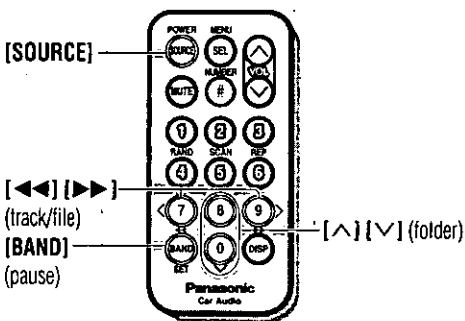 POWER MENU
[SOURCE] SOURCE SEL VOL
NUMBER
MUTE #
1 2 3
RAND SCAN REP
4 5 6
[◀◀] [▶▶] 7 8 9
(track/file)
[∧] [∨] (folder)
[BAND] BAND 0 DISP
(pause) SET
Panasonic
Car Audio